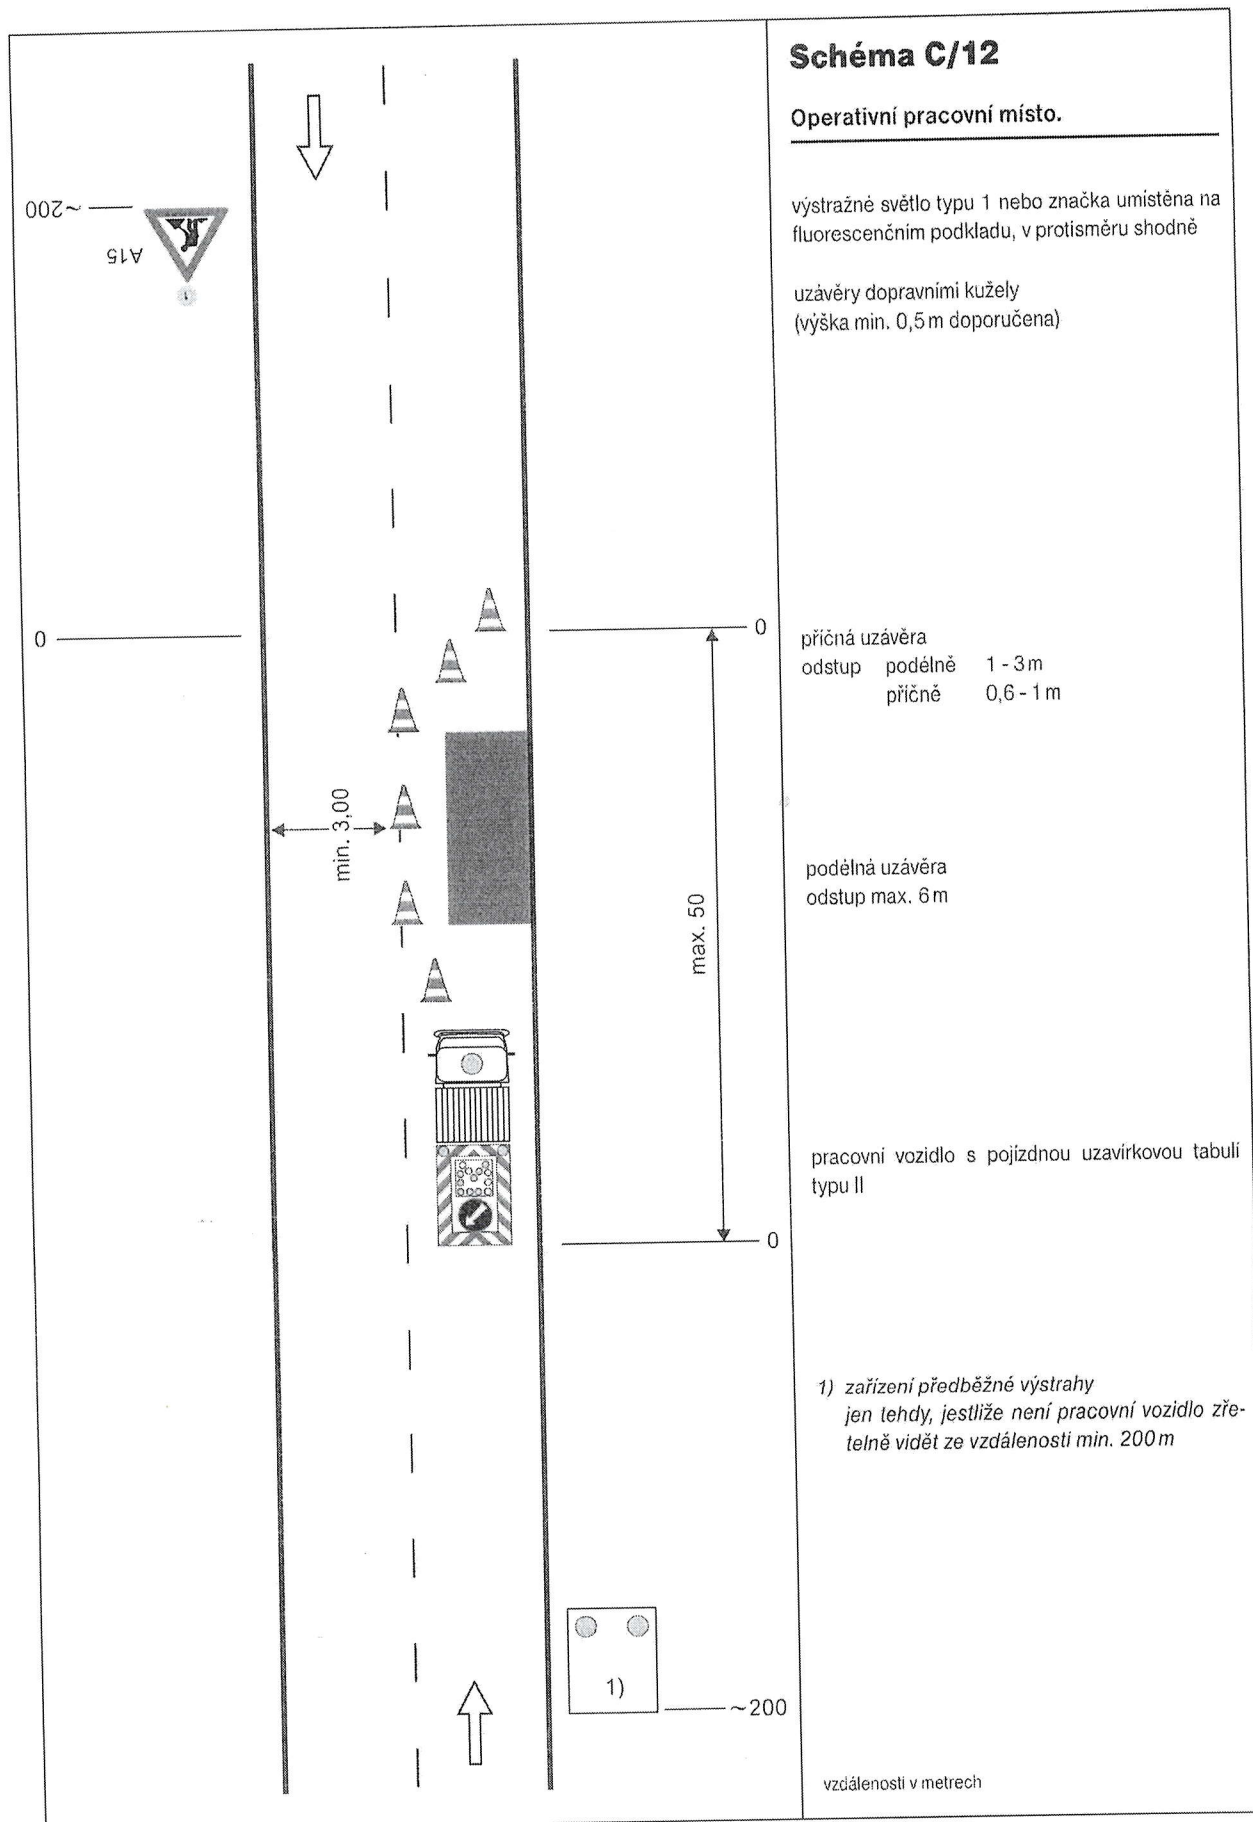 Schéma C/12
Operativní pracovní místo.
výstražné světlo typu 1 nebo značka umístěna na
fluorescenčním podkladu, v protisměru shodně
uzávěry dopravními kužely
(výška min. 0,5 m doporučena)
~200
A15
1
0
0
příčná uzávěra
odstup podélně 1 - 3 m
příčně 0,6 - 1 m
min. 3,00
podélná uzávěra
odstup max. 6 m
max. 50
pracovní vozidlo s pojízdnou uzavírkovou tabulí
typu II
0
1) zařízení předběžné výstrahy
jen tehdy, jestliže není pracovní vozidlo zře-
telně vidět ze vzdálenosti min. 200 m
1)
~200
vzdálenosti v metrech